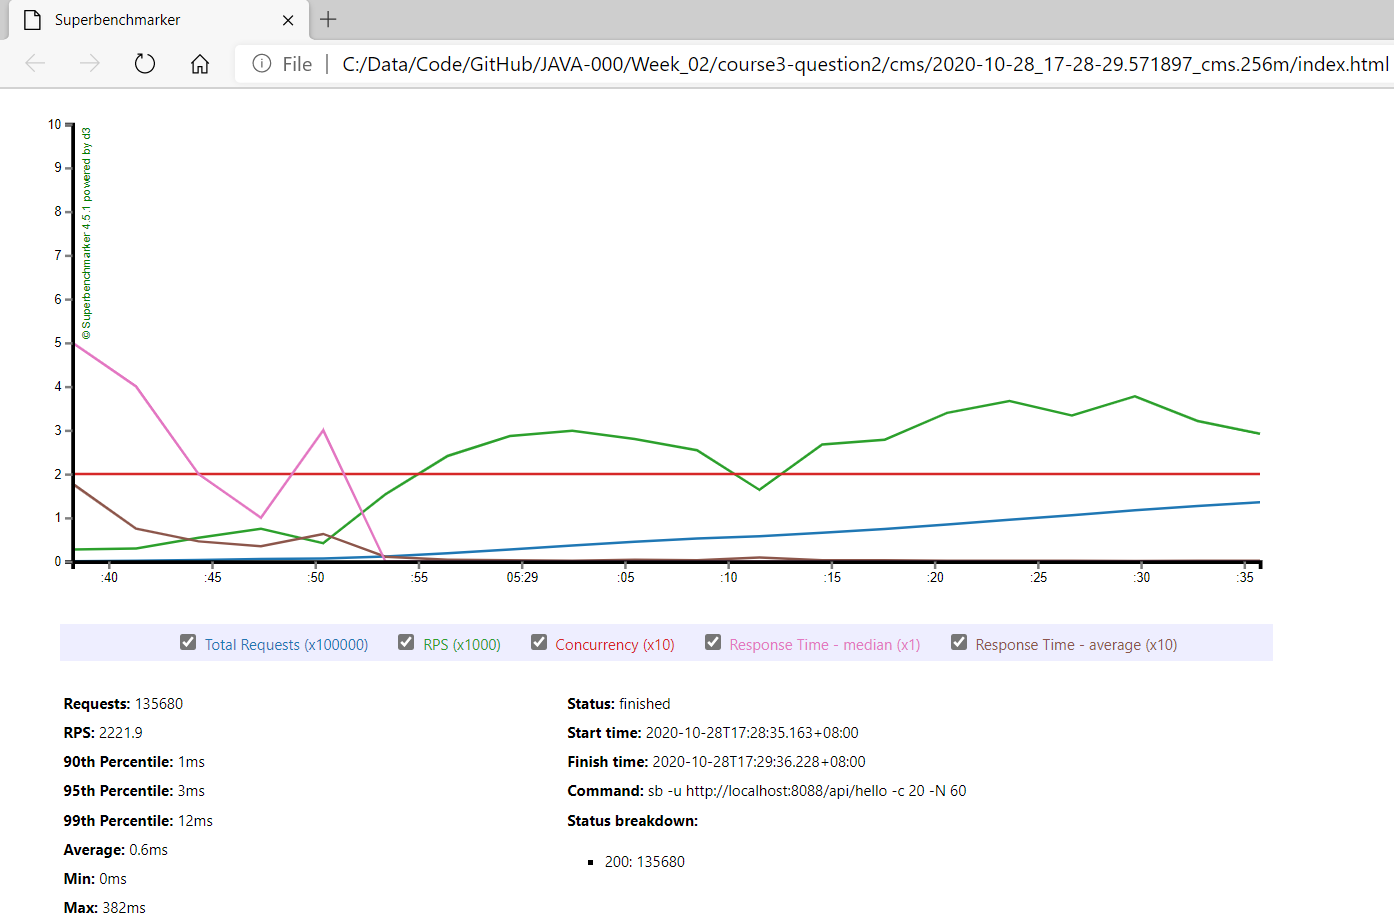 Superbenchmarker
File | C:/Data/Code/GitHub/JAVA-000/Week_02/course3-question2/cms/2020-10-28_17-28-29.571897_cms.256m/index.html
10
9
8
7
6
5
4
3
2
1
0
© Superbenchmarker 4.5.1 powered by d3
:40 :45 :50 :55 05:29 :05 :10 :15 :20 :25 :30 :35
Total Requests (x100000) RPS (x1000) Concurrency (x10) Response Time - median (x1) Response Time - average (x10)
Requests: 135680
RPS: 2221.9
90th Percentile: 1ms
95th Percentile: 3ms
99th Percentile: 12ms
Average: 0.6ms
Min: 0ms
Max: 382ms
Status: finished
Start time: 2020-10-28T17:28:35.163+08:00
Finish time: 2020-10-28T17:29:36.228+08:00
Command: sb -u http://localhost:8088/api/hello -c 20 -N 60
Status breakdown:
200: 135680